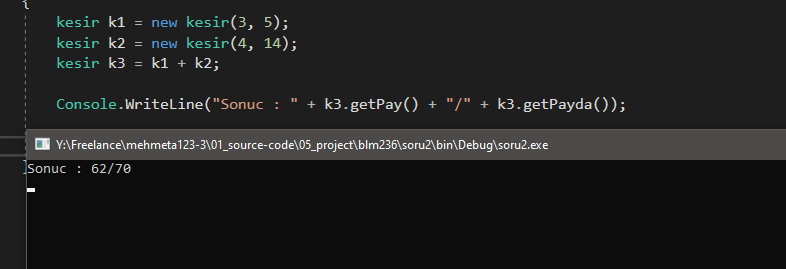 {
kesir k1 = new kesir(3, 5);
kesir k2 = new kesir(4, 14);
kesir k3 = k1 + k2;
Console.WriteLine("Sonuc : " + k3.getPay() + "/" + k3.getPayda());
Y:\Freelance\mehmeta123-3\01_source-code\05_project\blm236\soru2\bin\Debug\soru2.exe
}
Sonuc : 62/70